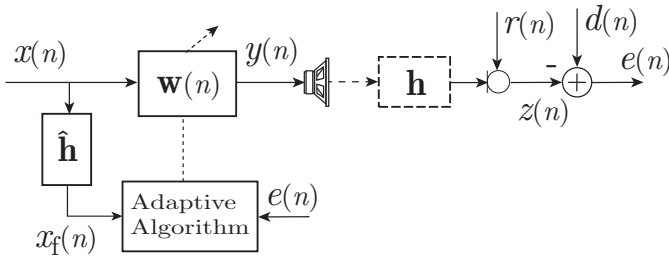 x(n)
w(n)
y(n)
h
r(n)
-
z(n)
d(n)
+
e(n)
ĥ
x_f(n)
Adaptive
Algorithm
e(n)